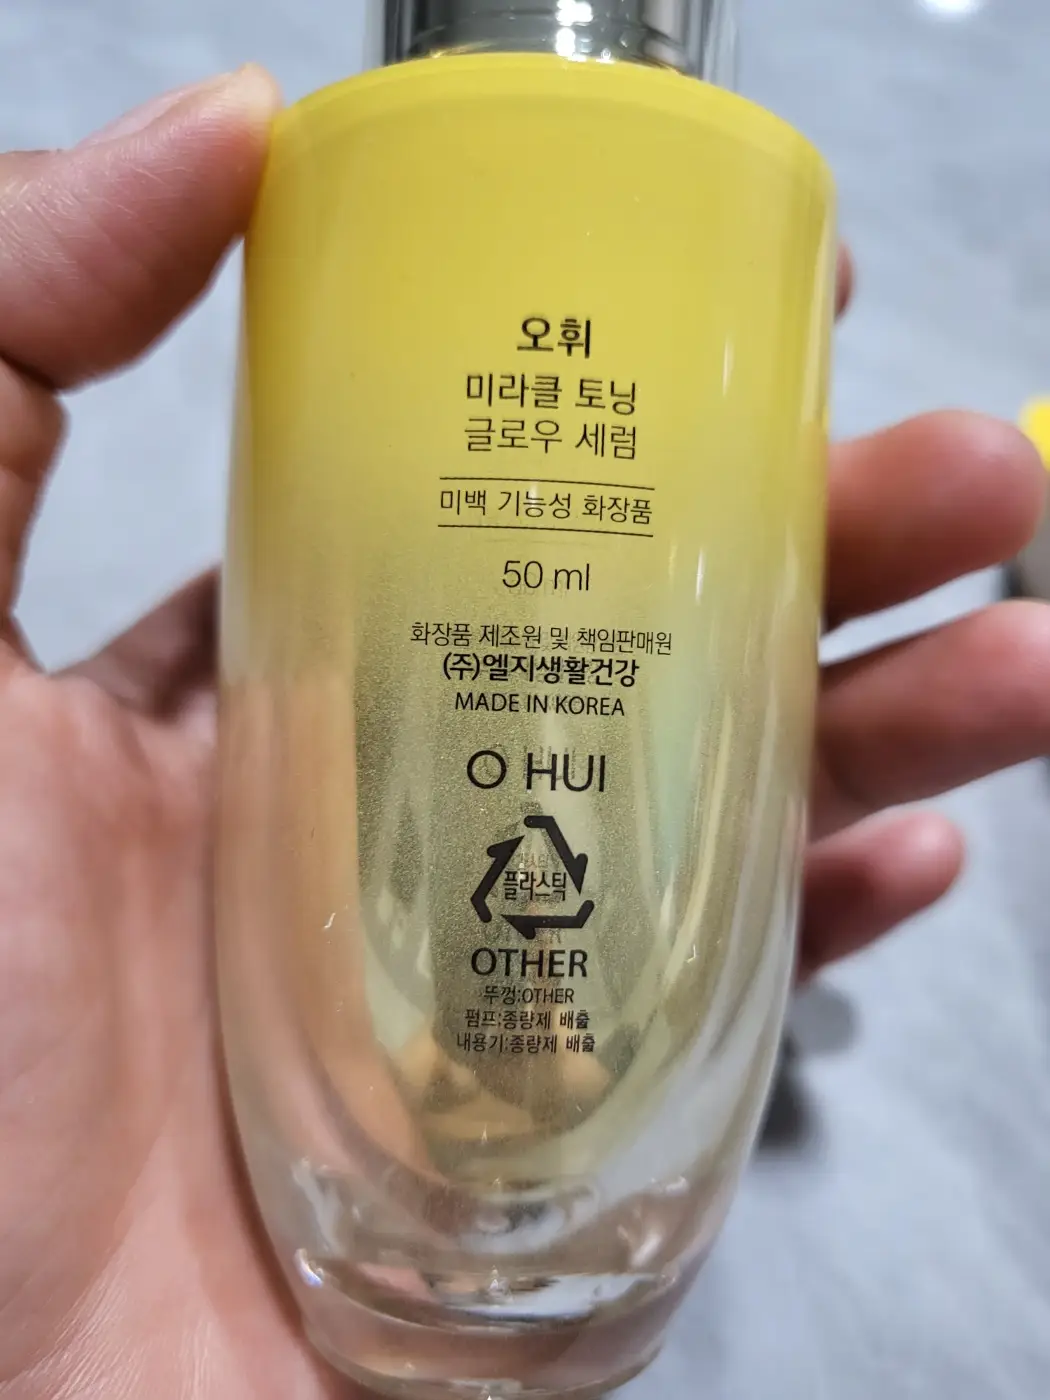 오휘
미라클 토닝
글로우 세럼
미백 기능성 화장품
50 ml
화장품 제조원 및 책임판매원
(주)엘지생활건강
MADE IN KOREA
O HUI
플라스틱
OTHER
뚜껑:OTHER
펌프:종량제 배출
내용기:종량제 배출